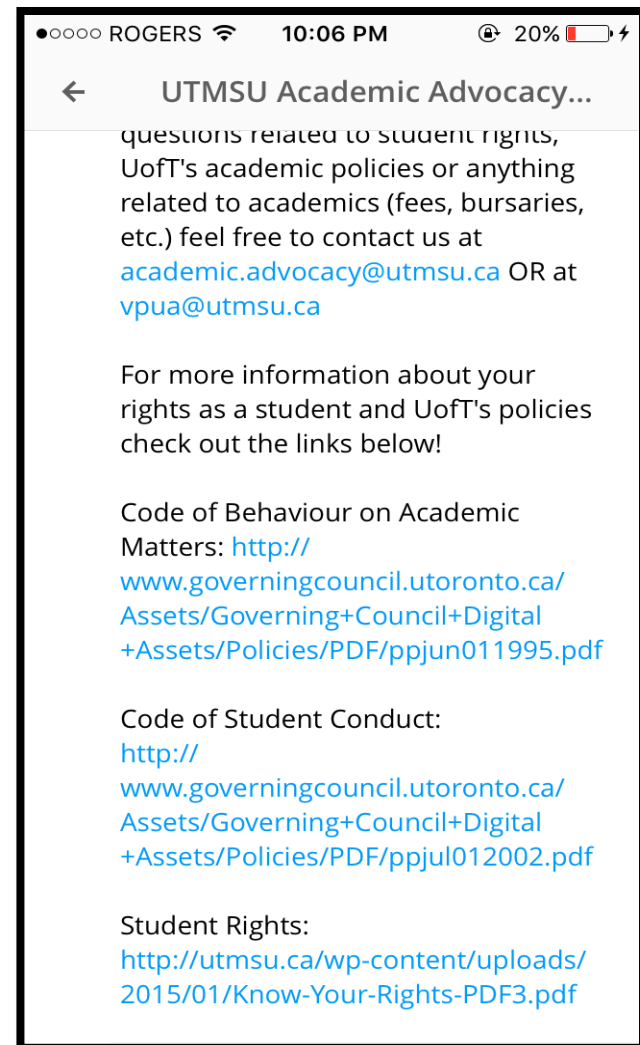 ROGERS 10:06 PM 20%
UTMSU Academic Advocacy...
questions related to student rights,
UofT's academic policies or anything
related to academics (fees, bursaries,
etc.) feel free to contact us at
academic.advocacy@utmsu.ca OR at
vpua@utmsu.ca
For more information about your
rights as a student and UofT's policies
check out the links below!
Code of Behaviour on Academic
Matters: http://
www.governingcouncil.utoronto.ca/
Assets/Governing+Council+Digital
+Assets/Policies/PDF/ppjun011995.pdf
Code of Student Conduct:
http://
www.governingcouncil.utoronto.ca/
Assets/Governing+Council+Digital
+Assets/Policies/PDF/ppjul012002.pdf
Student Rights:
http://utmsu.ca/wp-content/uploads/
2015/01/Know-Your-Rights-PDF3.pdf